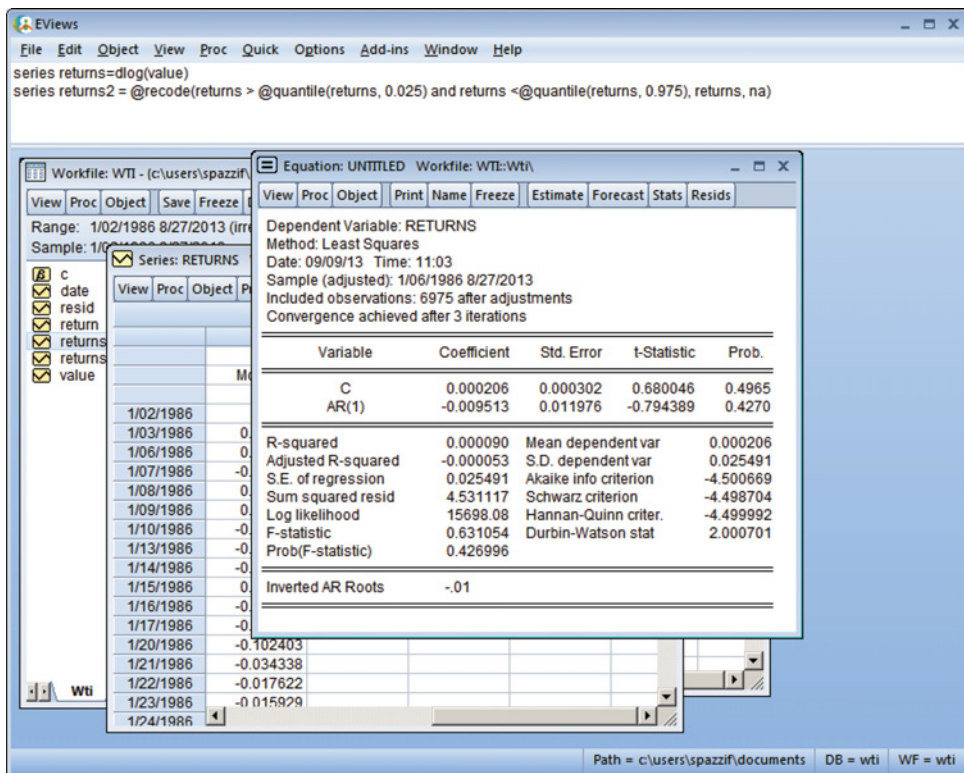 EViews
File Edit Object View Proc Quick Options Add-ins Window Help
series returns=dlog(value)
series returns2 = @recode(returns > @quantile(returns, 0.025) and returns <@quantile(returns, 0.975), returns, na)
Workfile: WTI - (c:\users\spazzif\
View Proc Object Save Freeze
Range: 1/02/1986 8/27/2013
Sample:
c
date
resid
return
returns
returns
value
Wti
Series: RETURNS
View Proc Object
1/02/1986
1/03/1986 0.
1/06/1986 0.
1/07/1986 -0.
1/08/1986 0.
1/09/1986 0.
1/10/1986 -0.
1/13/1986 -0.
1/14/1986 -0.
1/15/1986 0.
1/16/1986 -0.
1/17/1986 -0.
1/20/1986 -0.102403
1/21/1986 -0.034338
1/22/1986 -0.017622
1/23/1986 -0.015929
1/24/1986
Equation: UNTITLED Workfile: WTI::Wti\
View Proc Object Print Name Freeze Estimate Forecast Stats Resids
Dependent Variable: RETURNS
Method: Least Squares
Date: 09/09/13 Time: 11:03
Sample (adjusted): 1/06/1986 8/27/2013
Included observations: 6975 after adjustments
Convergence achieved after 3 iterations
Variable Coefficient Std. Error t-Statistic Prob.
C 0.000206 0.000302 0.680046 0.4965
AR(1) -0.009513 0.011976 -0.794389 0.4270
R-squared 0.000090 Mean dependent var 0.000206
Adjusted R-squared -0.000053 S.D. dependent var 0.025491
S.E. of regression 0.025491 Akaike info criterion -4.500669
Sum squared resid 4.531117 Schwarz criterion -4.498704
Log likelihood 15698.08 Hannan-Quinn criter. -4.499992
F-statistic 0.631054 Durbin-Watson stat 2.000701
Prob(F-statistic) 0.426996
Inverted AR Roots -.01
Path = c:\users\spazzif\documents DB = wti WF = wti